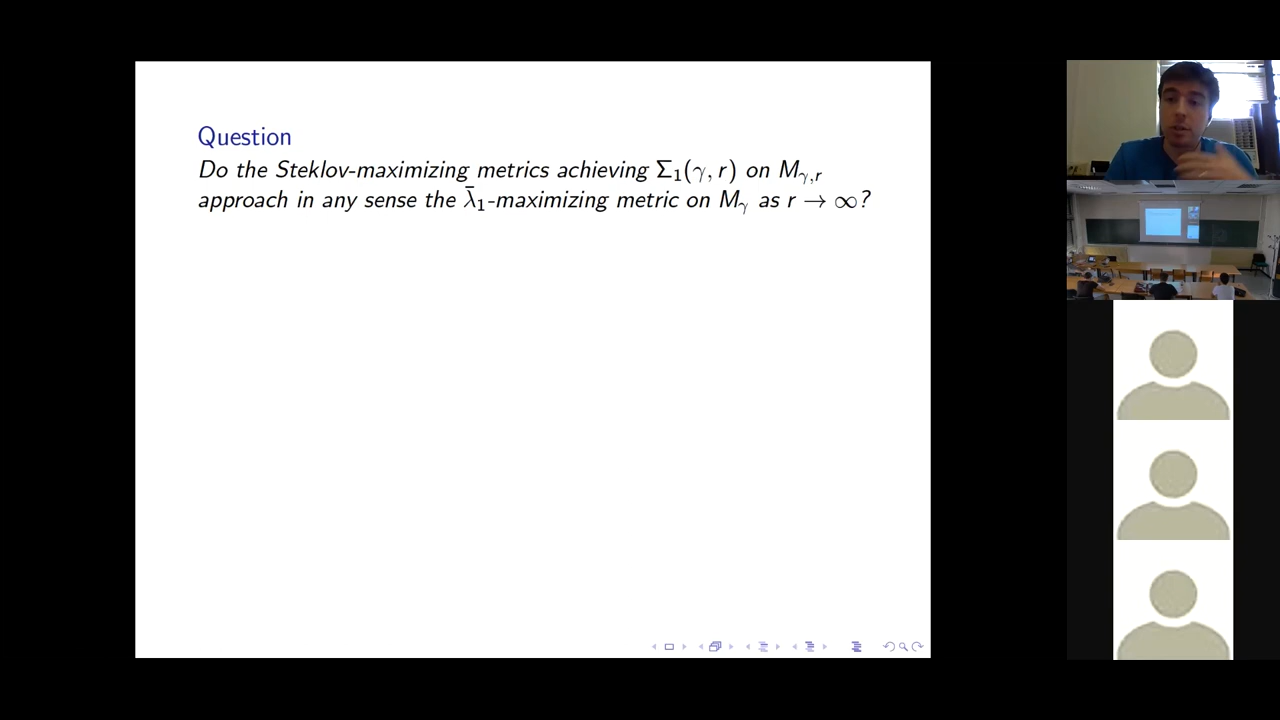 Question
Do the Steklov-maximizing metrics achieving Σ₁(γ, r) on M_{γ,r}
approach in any sense the λ̄₁-maximizing metric on M_γ as r → ∞?